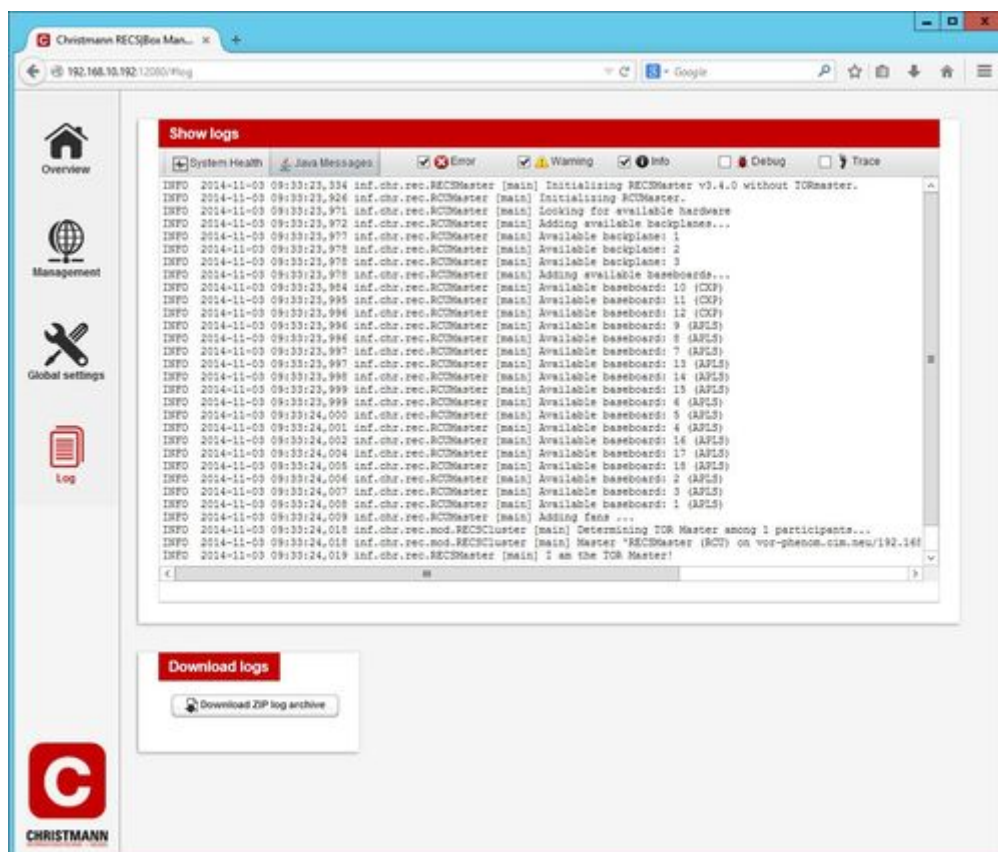 Christmann RECS|Box Man...
192.168.10.192:12080/#log
Google
Overview
Management
Global settings
Log
Show logs
System Health
Java Messages
Error
Warning
Info
Debug
Trace
INFO 2014-11-03 09:33:23,334 inf.chr.rec.RECSMaster [main] Initializing RECSMaster v3.4.0 without TORmaster.
INFO 2014-11-03 09:33:23,926 inf.chr.rec.RCUMaster [main] Initializing RCUMaster.
INFO 2014-11-03 09:33:23,971 inf.chr.rec.RCUMaster [main] Looking for available hardware
INFO 2014-11-03 09:33:23,972 inf.chr.rec.RCUMaster [main] Adding available backplanes...
INFO 2014-11-03 09:33:23,977 inf.chr.rec.RCUMaster [main] Available backplane: 1
INFO 2014-11-03 09:33:23,978 inf.chr.rec.RCUMaster [main] Available backplane: 2
INFO 2014-11-03 09:33:23,978 inf.chr.rec.RCUMaster [main] Available backplane: 3
INFO 2014-11-03 09:33:23,978 inf.chr.rec.RCUMaster [main] Adding available baseboards...
INFO 2014-11-03 09:33:23,984 inf.chr.rec.RCUMaster [main] Available baseboard: 10 (CXP)
INFO 2014-11-03 09:33:23,995 inf.chr.rec.RCUMaster [main] Available baseboard: 11 (CXP)
INFO 2014-11-03 09:33:23,996 inf.chr.rec.RCUMaster [main] Available baseboard: 12 (CXP)
INFO 2014-11-03 09:33:23,996 inf.chr.rec.RCUMaster [main] Available baseboard: 9 (APLS)
INFO 2014-11-03 09:33:23,996 inf.chr.rec.RCUMaster [main] Available baseboard: 8 (APLS)
INFO 2014-11-03 09:33:23,997 inf.chr.rec.RCUMaster [main] Available baseboard: 7 (APLS)
INFO 2014-11-03 09:33:23,997 inf.chr.rec.RCUMaster [main] Available baseboard: 13 (APLS)
INFO 2014-11-03 09:33:23,998 inf.chr.rec.RCUMaster [main] Available baseboard: 14 (APLS)
INFO 2014-11-03 09:33:23,999 inf.chr.rec.RCUMaster [main] Available baseboard: 15 (APLS)
INFO 2014-11-03 09:33:23,999 inf.chr.rec.RCUMaster [main] Available baseboard: 6 (APLS)
INFO 2014-11-03 09:33:24,000 inf.chr.rec.RCUMaster [main] Available baseboard: 5 (APLS)
INFO 2014-11-03 09:33:24,001 inf.chr.rec.RCUMaster [main] Available baseboard: 4 (APLS)
INFO 2014-11-03 09:33:24,002 inf.chr.rec.RCUMaster [main] Available baseboard: 16 (APLS)
INFO 2014-11-03 09:33:24,004 inf.chr.rec.RCUMaster [main] Available baseboard: 17 (APLS)
INFO 2014-11-03 09:33:24,005 inf.chr.rec.RCUMaster [main] Available baseboard: 18 (APLS)
INFO 2014-11-03 09:33:24,006 inf.chr.rec.RCUMaster [main] Available baseboard: 2 (APLS)
INFO 2014-11-03 09:33:24,007 inf.chr.rec.RCUMaster [main] Available baseboard: 3 (APLS)
INFO 2014-11-03 09:33:24,008 inf.chr.rec.RCUMaster [main] Available baseboard: 1 (APLS)
INFO 2014-11-03 09:33:24,009 inf.chr.rec.RCUMaster [main] Adding fans ...
INFO 2014-11-03 09:33:24,018 inf.chr.mod.RECSCluster [main] Determining TOR Master among 1 participants...
INFO 2014-11-03 09:33:24,018 inf.chr.mod.RECSCluster [main] Master "RECSMaster (RCU) on vor-phenom.cim.neu/192.168
INFO 2014-11-03 09:33:24,019 inf.chr.rec.RECSMaster [main] I am the TOR Master!
Download logs
Download ZIP log archive
C
CHRISTMANN